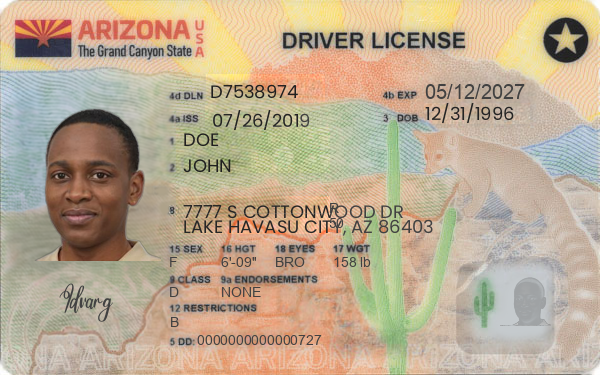 ARIZONA USA
The Grand Canyon State
DRIVER LICENSE
4d DLN D7538974
4b EXP 05/12/2027
4a ISS 07/26/2019
3 DOB 12/31/1996
1 DOE
2 JOHN
8 7777 S COTTONWOOD DR
LAKE HAVASU CITY, AZ 86403
15 SEX 16 HGT 18 EYES 17 WGT
F 6'-09" BRO 158 lb
9 CLASS 9a ENDORSEMENTS
D NONE
12 RESTRICTIONS
B
5 DD: 0000000000000727
Idvarg
ARIZONA ARIZONA ARIZONA ARIZONA